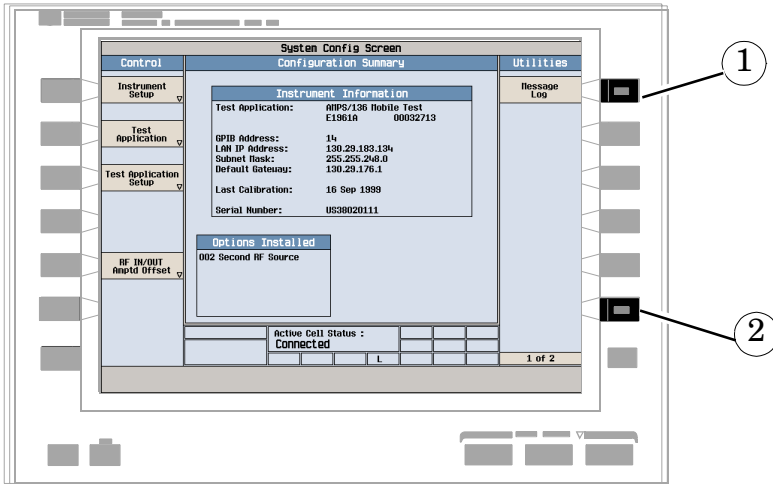 System Config Screen
Control
Configuration Summary
Utilities
Instrument
Setup
Test
Application
Test Application
Setup
RF IN/OUT
Amptd Offset
Instrument Information
Test Application: AMPS/136 Mobile Test
E1961A 00032713
GPIB Address: 14
LAN IP Address: 130.29.183.134
Subnet Mask: 255.255.248.0
Default Gateway: 130.29.176.1
Last Calibration: 16 Sep 1999
Serial Number: US38020111
Options Installed
002 Second RF Source
Active Cell Status :
Connected
L
Message
Log
1 of 2
1
2